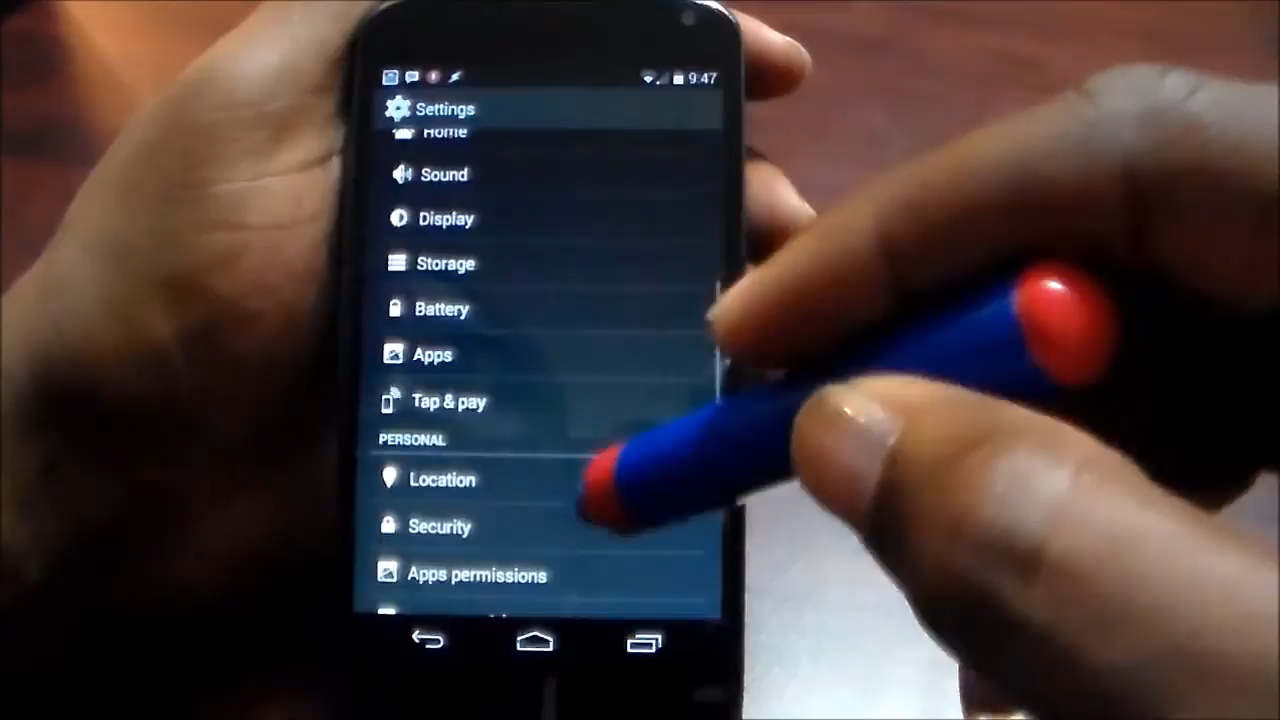 9:47
Settings
Home
Sound
Display
Storage
Battery
Apps
Tap & pay
PERSONAL
Location
Security
Apps permissions